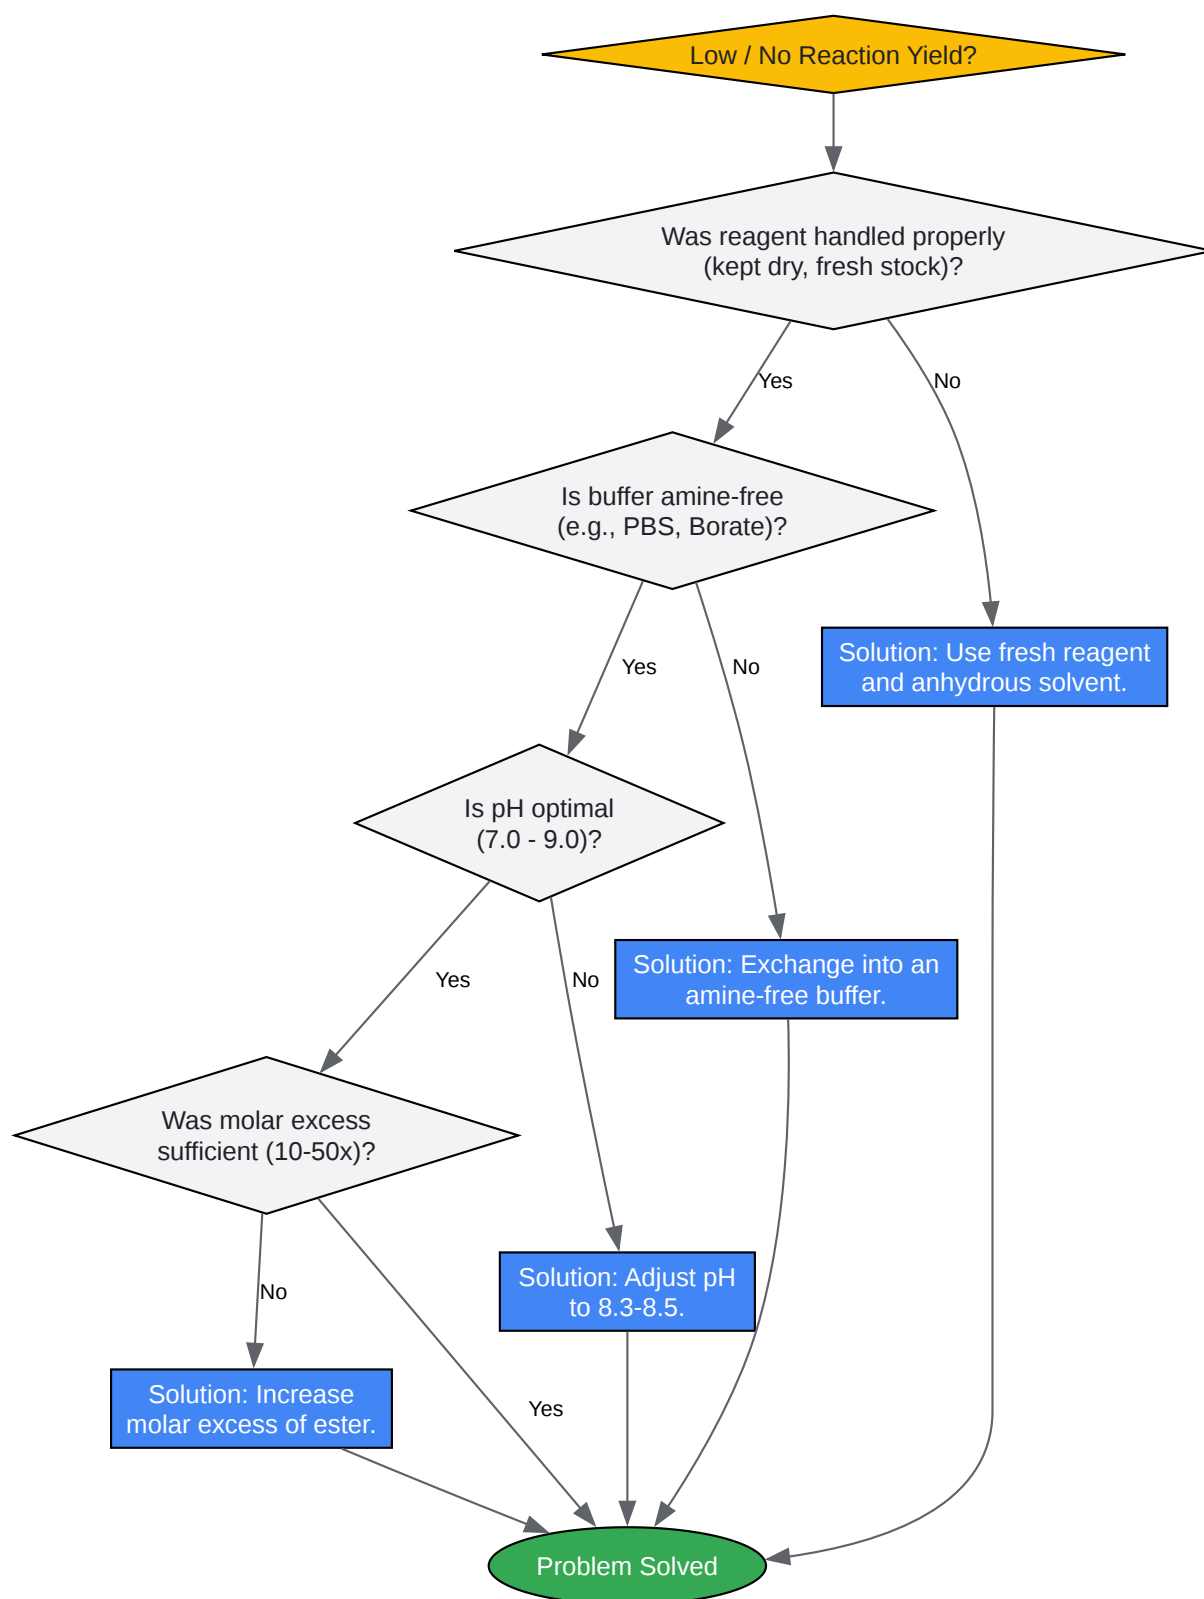 Low / No Reaction Yield?
Was reagent handled properly
(kept dry, fresh stock)?
Yes
No
Is buffer amine-free
(e.g., PBS, Borate)?
Solution: Use fresh reagent
and anhydrous solvent.
Yes
No
Is pH optimal
(7.0 - 9.0)?
Solution: Exchange into an
amine-free buffer.
Yes
No
Was molar excess
sufficient (10-50x)?
Solution: Adjust pH
to 8.3-8.5.
No
Yes
Solution: Increase
molar excess of ester.
Problem Solved